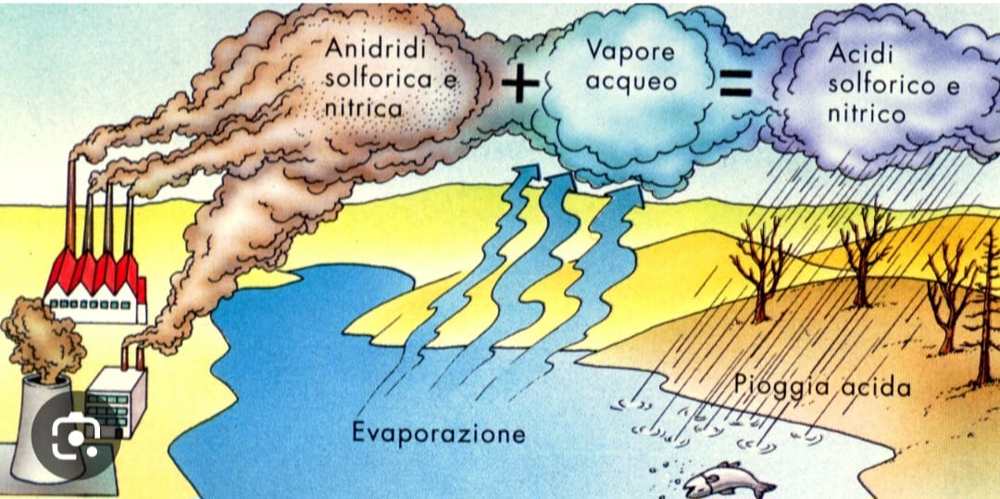 Anidridi
solforica e
nitrica
+
Vapore
acqueo
=
Acidi
solforico e
nitrico
Pioggia acida
Evaporazione